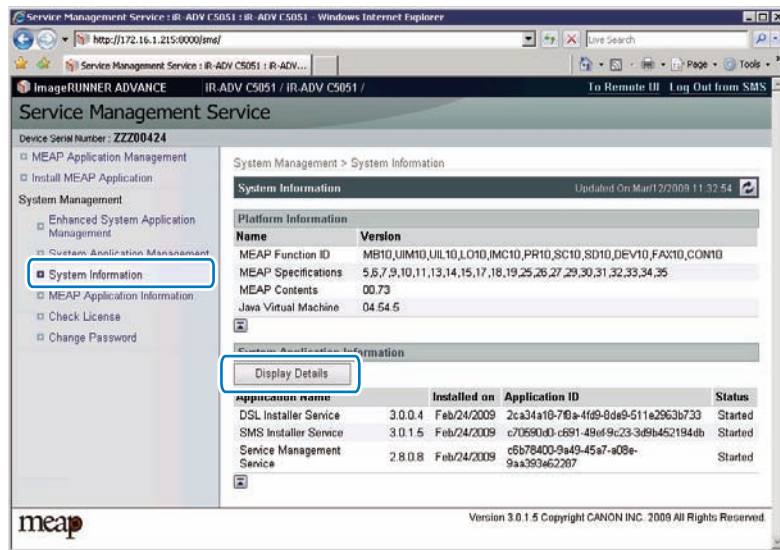 Service Management Service : iR-ADV C5051 : iR-ADV C5051 - Windows Internet Explorer
http://172.16.1.215:8000/sms/
Live Search
Service Management Service : iR-ADV C5051 : iR-ADV...
Page
Tools
imageRUNNER ADVANCE
iR-ADV C5051 / iR-ADV C5051 /
To Remote UI
Log Out from SMS
Service Management Service
Device Serial Number : ZZZ00424
MEAP Application Management
Install MEAP Application
System Management
Enhanced System Application
Management
System Application Management
System Information
MEAP Application Information
Check License
Change Password
System Management > System Information
System Information
Updated On Mar/12/2009 11:32:54
Platform Information
Name Version
MEAP Function ID MB10,UIM10,UIL10,LO10,IMC10,PR10,SC10,SD10,DEV10,FAX10,CON10
MEAP Specifications 5,6,7,9,10,11,13,14,15,17,18,19,25,26,27,29,30,31,32,33,34,35
MEAP Contents 00.73
Java Virtual Machine 04.54.5
System Application Information
Display Details
Application Name Installed on Application ID Status
DSL Installer Service 3.0.0.4 Feb/24/2009 2ca34a18-7f8a-4fd9-8de9-511e2963b733 Started
SMS Installer Service 3.0.1.5 Feb/24/2009 c70590d0-c691-49ef-9c23-3d9b452194db Started
Service Management
Service 2.8.0.8 Feb/24/2009 c6b78400-9a49-45a7-a08e-
9aa393e62207 Started
meap
Version 3.0.1.5 Copyright CANON INC. 2009 All Rights Reserved.